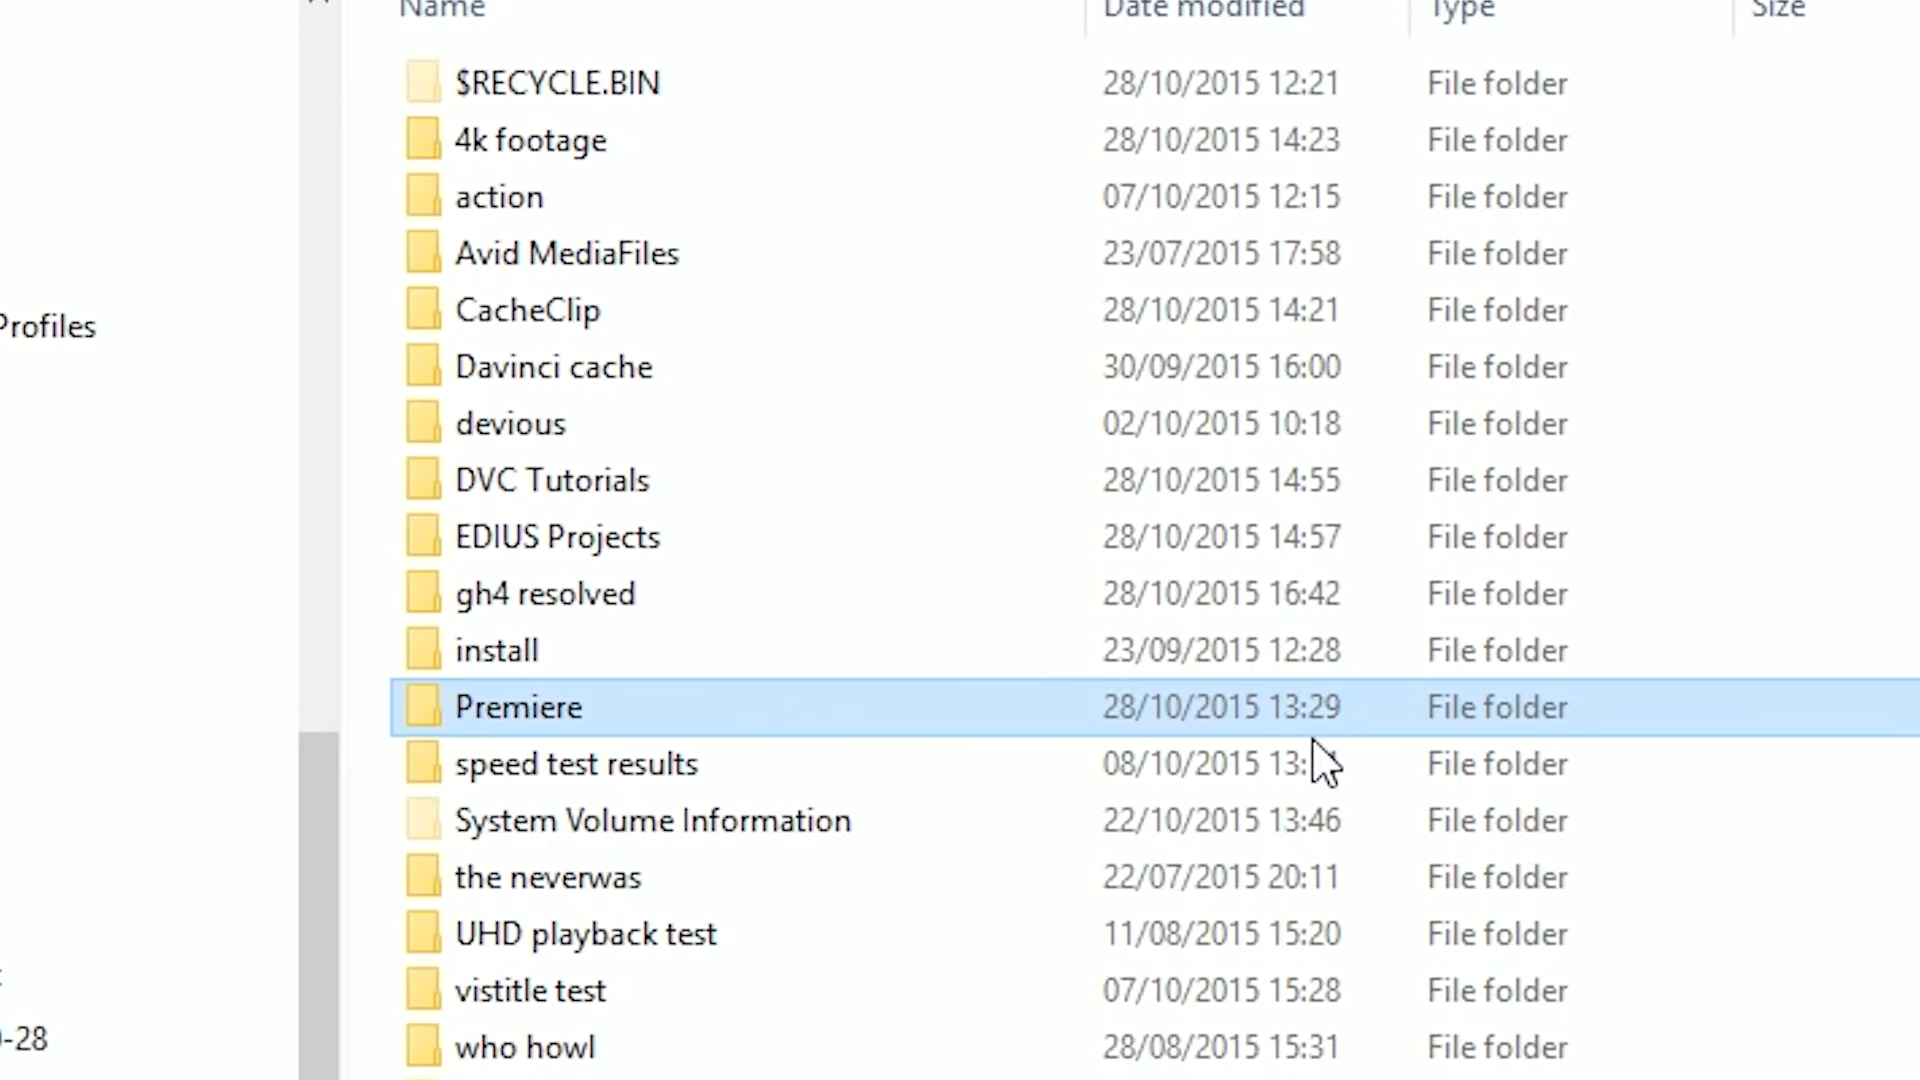 Name Date modified Type Size
$RECYCLE.BIN 28/10/2015 12:21 File folder
4k footage 28/10/2015 14:23 File folder
action 07/10/2015 12:15 File folder
Avid MediaFiles 23/07/2015 17:58 File folder
CacheClip 28/10/2015 14:21 File folder
Profiles
Davinci cache 30/09/2015 16:00 File folder
devious 02/10/2015 10:18 File folder
DVC Tutorials 28/10/2015 14:55 File folder
EDIUS Projects 28/10/2015 14:57 File folder
gh4 resolved 28/10/2015 16:42 File folder
install 23/09/2015 12:28 File folder
Premiere 28/10/2015 13:29 File folder
speed test results 08/10/2015 13: File folder
System Volume Information 22/10/2015 13:46 File folder
the neverwas 22/07/2015 20:11 File folder
UHD playback test 11/08/2015 15:20 File folder
vistitle test 07/10/2015 15:28 File folder
-28
who howl 28/08/2015 15:31 File folder